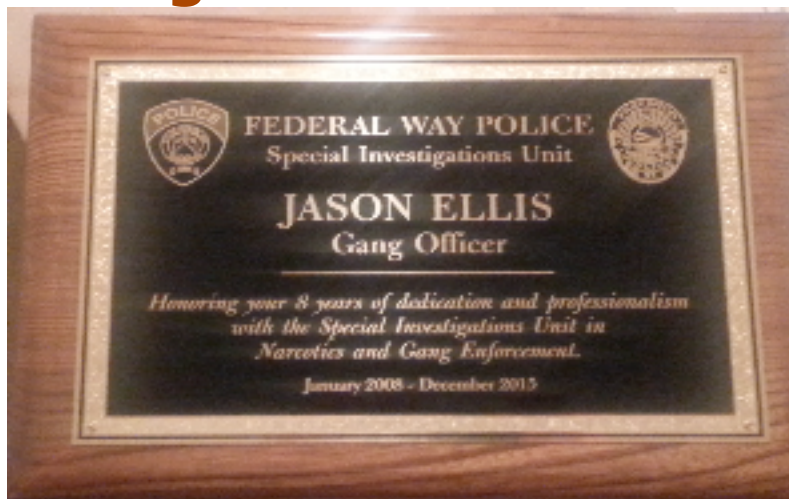 POLICE
FEDERAL WAY POLICE
Special Investigations Unit
JASON ELLIS
Gang Officer
Honoring your 8 years of dedication and professionalism
with the Special Investigations Unit in
Narcotics and Gang Enforcement.
January 2008 - December 2015